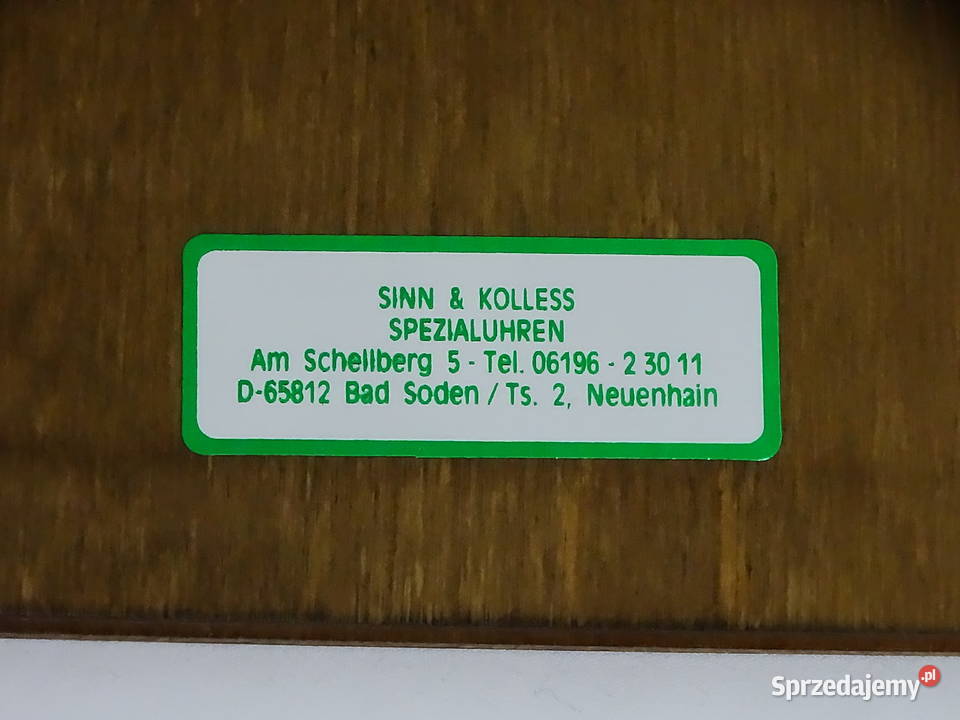 SINN & KOLLESS
SPEZIALUHREN
Am Schellberg 5 - Tel. 06196 - 2 30 11
D-65812 Bad Soden / Ts. 2, Neuenhain
Sprzedajemy.pl